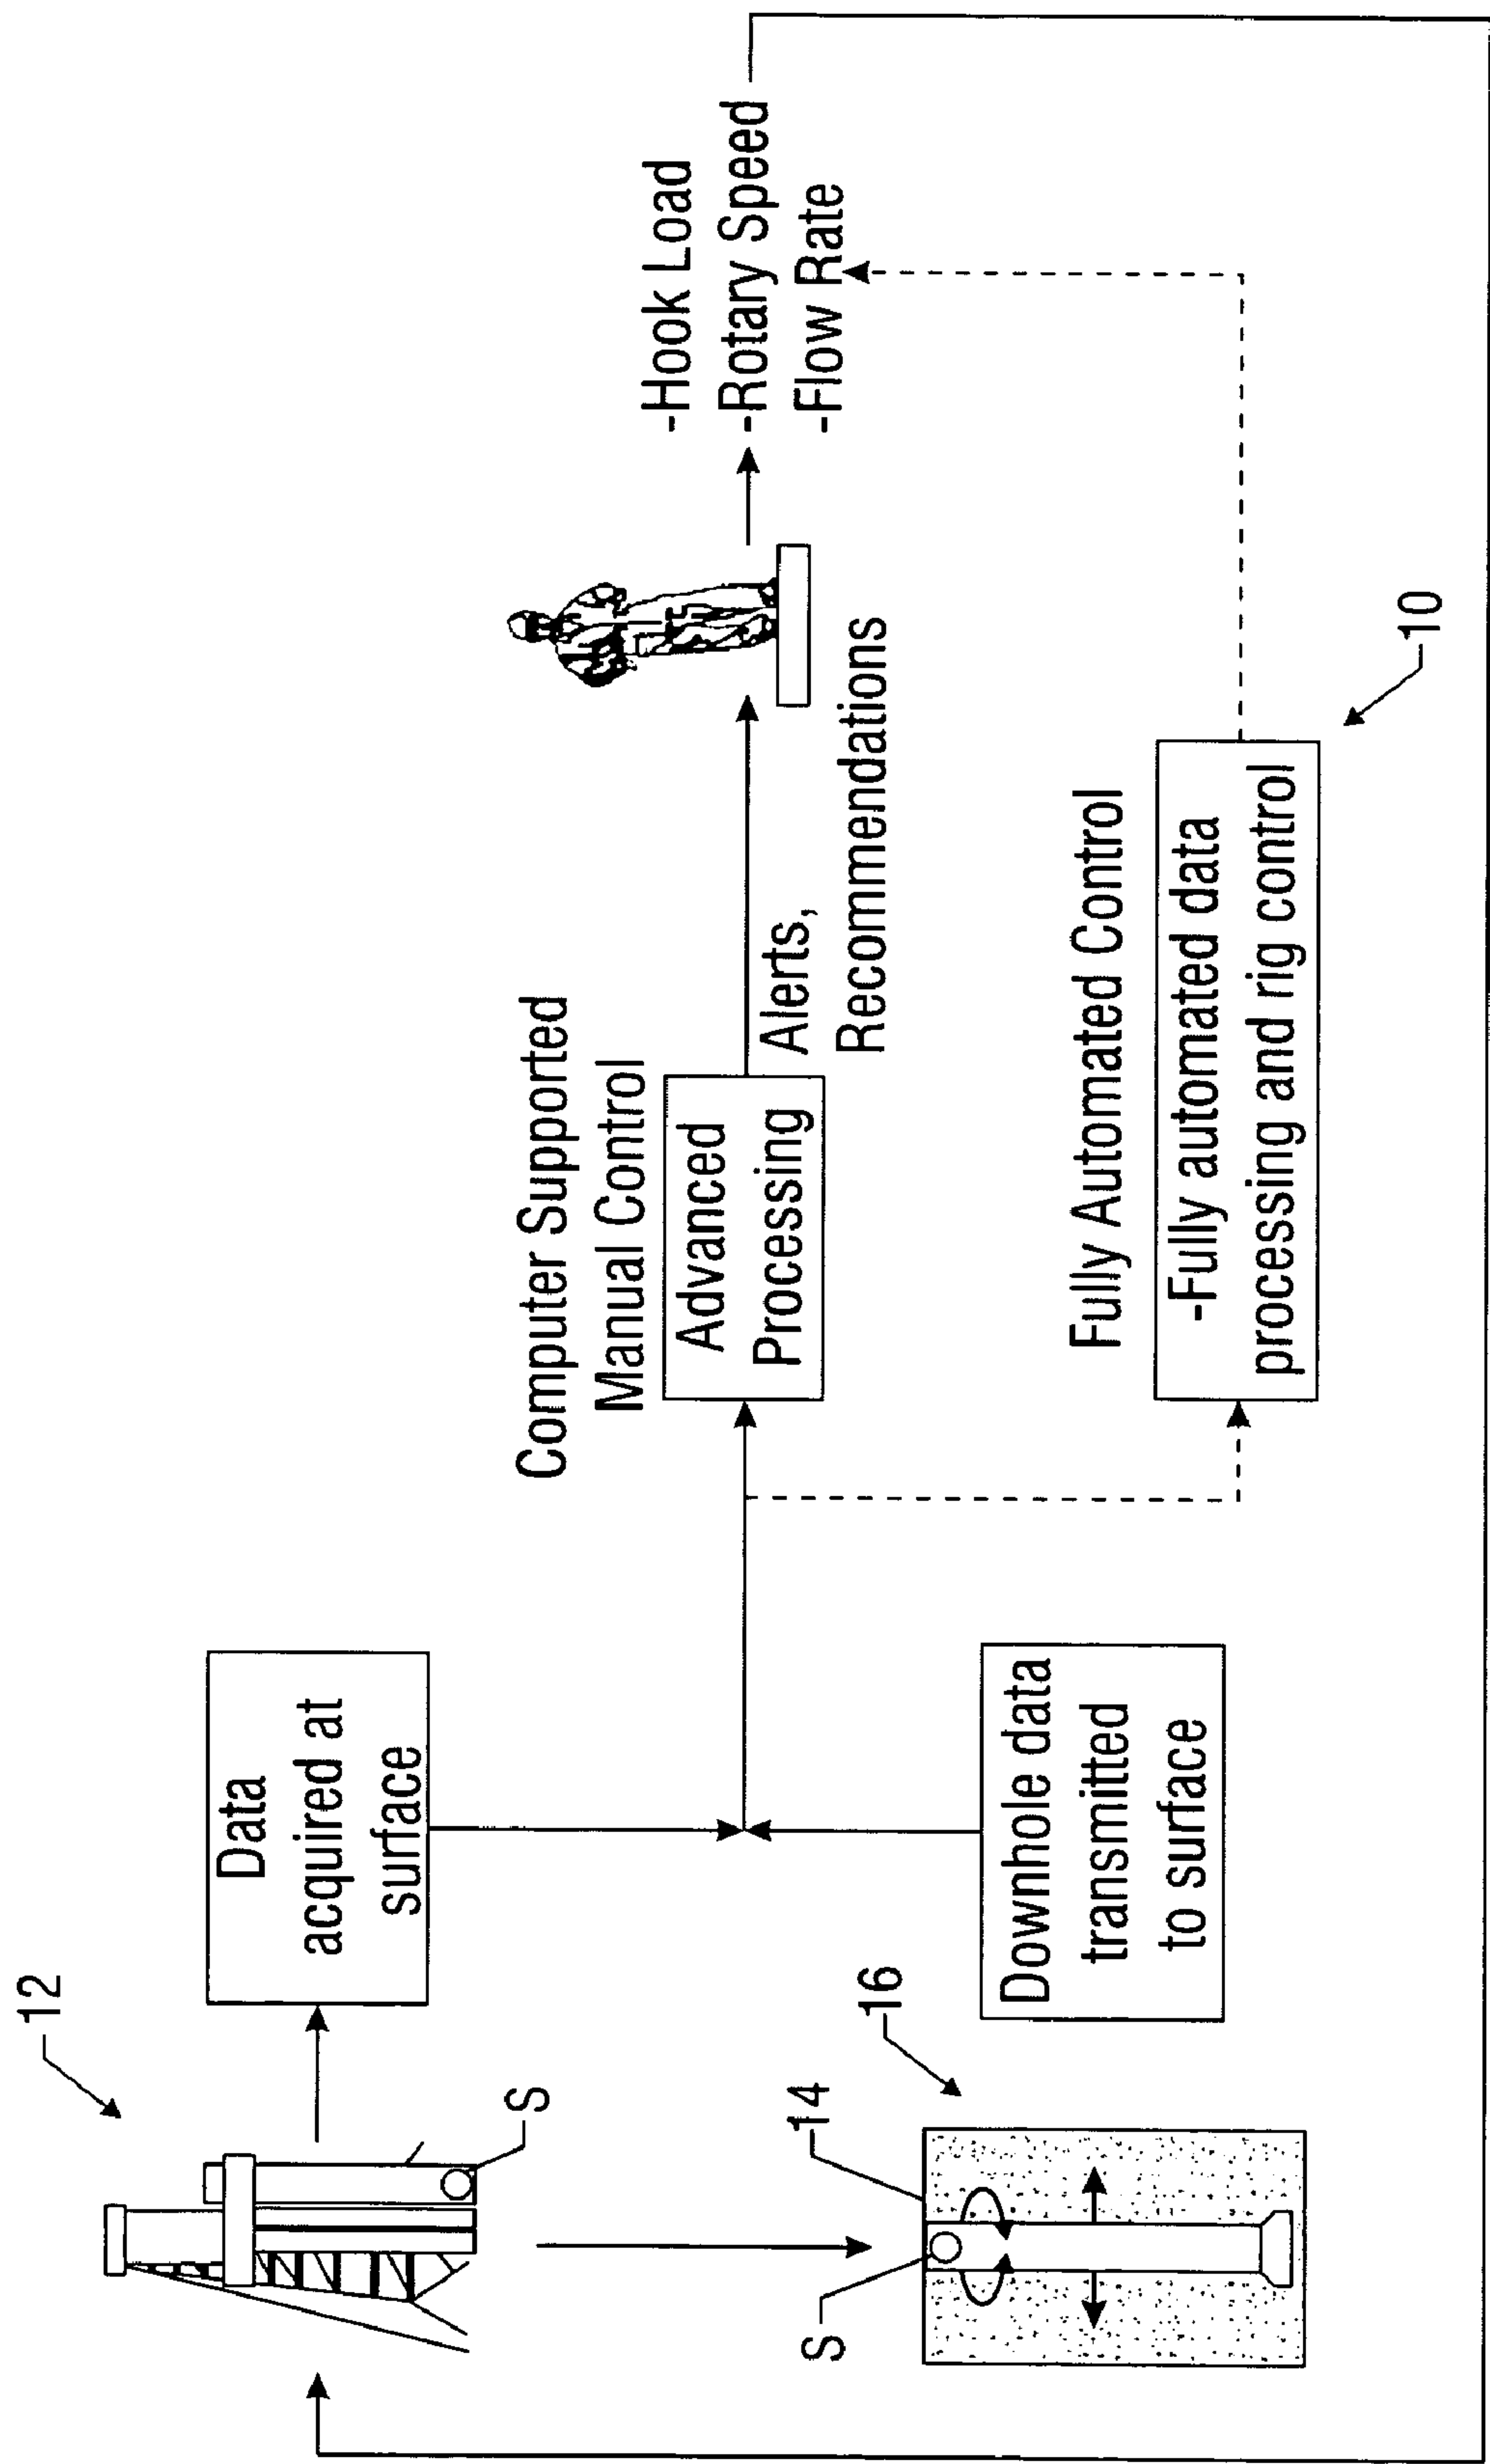 12
S
Data
acquired at
surface
S
14
16
Downhole data
transmitted
to surface
Computer Supported
Manual Control
Advanced
Processing
Alerts,
Recommendations
-Hook Load
-Rotary Speed
-Flow Rate
Fully Automated Control
-Fully automated data
processing and rig control
10